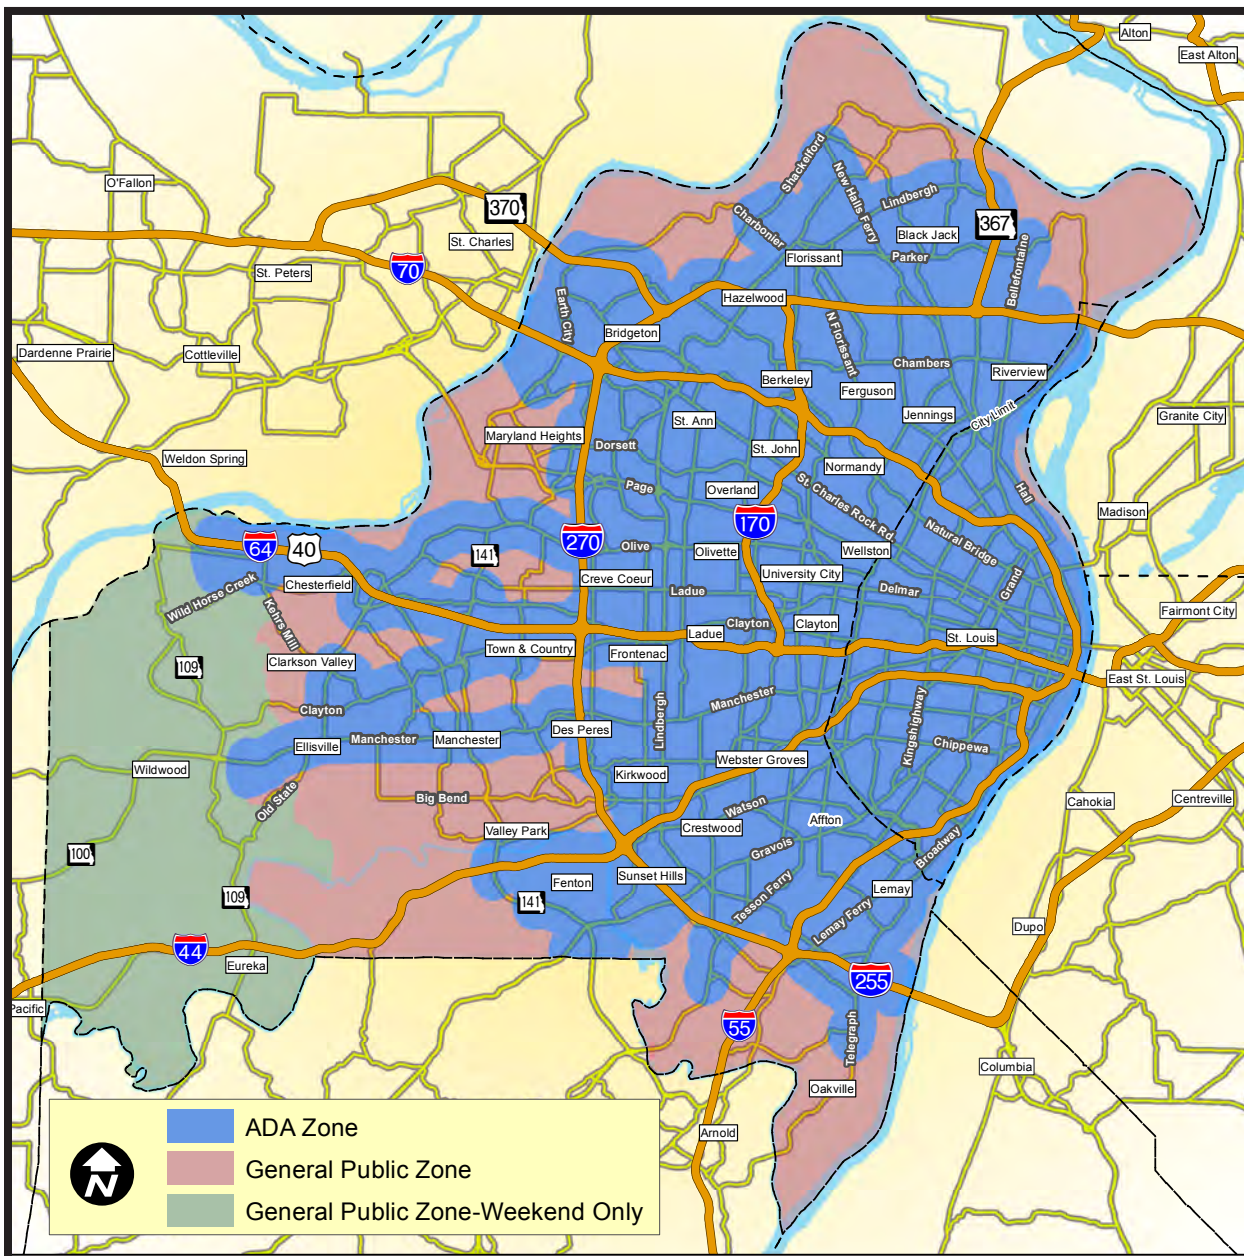 Alton
East Alton
O'Fallon
370
St. Charles
70
St. Peters
Shackelford
New Halls Ferry
Lindbergh
367
Charbonier
Black Jack
Florissant
Parker
Bellefontaine
Earth City
Hazelwood
Bridgeton
N Florissant
Dardenne Prairie
Cottleville
Chambers
Riverview
Berkeley
Ferguson
Jennings
City Limit
Granite City
St. Ann
Maryland Heights
Dorsett
St. John
Weldon Spring
Normandy
Page
Overland
St. Charles Rock Rd
Hall
Madison
170
64
40
141
270
Olive
Olivette
Wellston
Natural Bridge
Chesterfield
Creve Coeur
University City
Wild Horse Creek
Ladue
Delmar
Grand
Fairmont City
Kehrs Mill
Clayton
Clayton
Ladue
St. Louis
Town & Country
Frontenac
109
Clarkson Valley
East St. Louis
Clayton
Manchester
Lindbergh
Kingshighway
Des Peres
Ellisville
Manchester
Manchester
Chippewa
Wildwood
Kirkwood
Webster Groves
Old State
Big Bend
Watson
Cahokia
Centreville
Valley Park
Crestwood
Affton
100
Gravois
Broadway
109
Fenton
Sunset Hills
Lemay
141
Tesson Ferry
Lemay Ferry
Dupo
44
Eureka
255
Pacific
55
Telegraph
Columbia
Oakville
Arnold
N
ADA Zone
General Public Zone
General Public Zone-Weekend Only